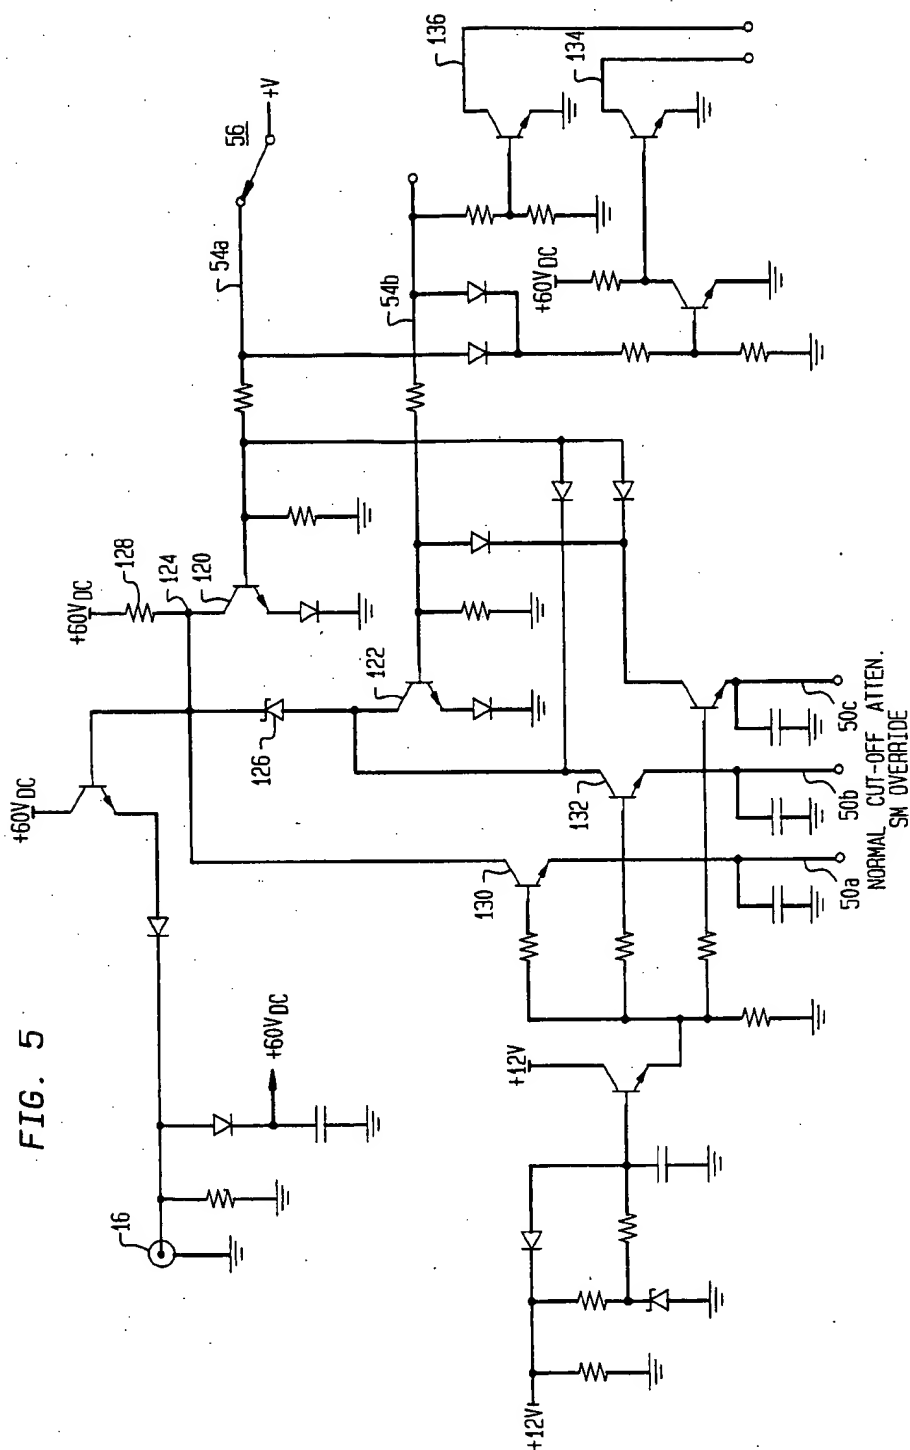 FIG. 5
16
+60VDC
+60VDC
+60VDC
128
124
120
126
122
54a
56
+V
54b
136
134
+60VDC
130
132
+12V
+12V
50a
50b
50c
NORMAL CUT-OFF ATTEN.
SM OVERRIDE